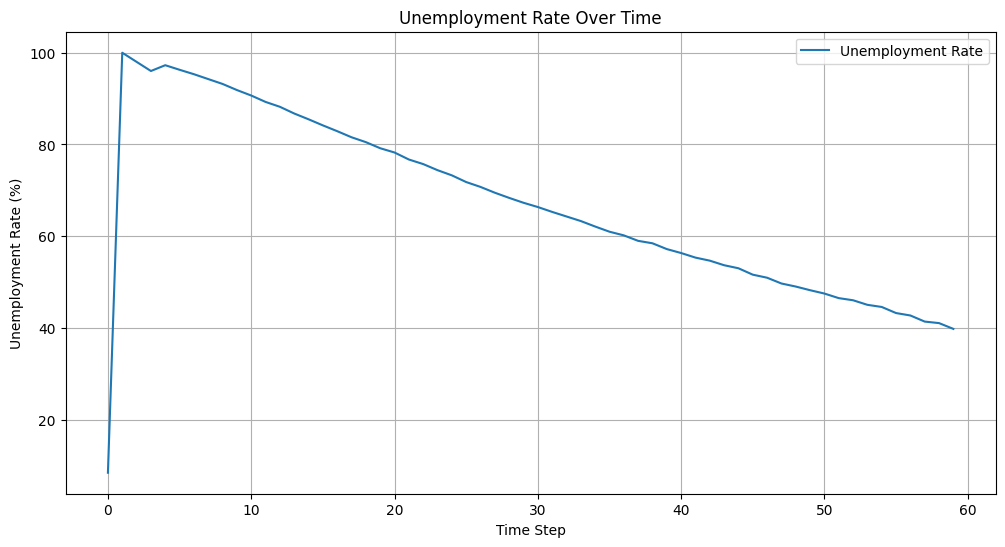 Unemployment Rate Over Time
Unemployment Rate
Unemployment Rate (%)
100
80
60
40
20
0 10 20 30 40 50 60
Time Step